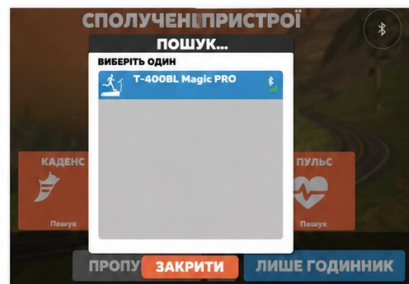 СПОЛУЧЕНІ ПРИСТРОЇ
ПОШУК...
ВИБЕРІТЬ ОДИН
T-400BL Magic PRO
КАДЕНС
ПУЛЬС
Пошук
Пошук
ПРОПУ
ЗАКРИТИ
ЛИШЕ ГОДИННИК